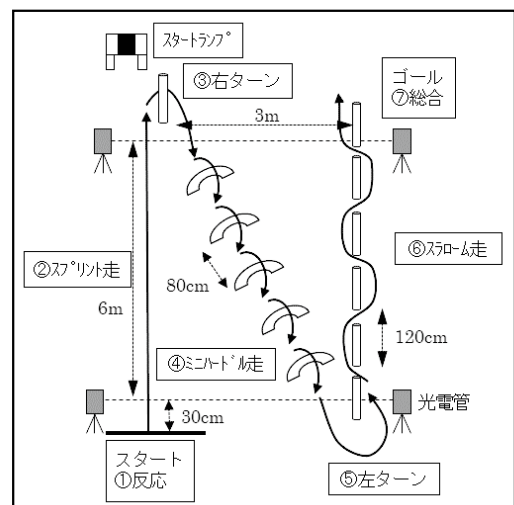 スタートランプ
③右ターン
ゴール
⑦総合
3m
②スプリント走
6m
80cm
⑥スラローム走
120cm
④ミニハードル走
30cm
光電管
スタート
①反応
⑤左ターン